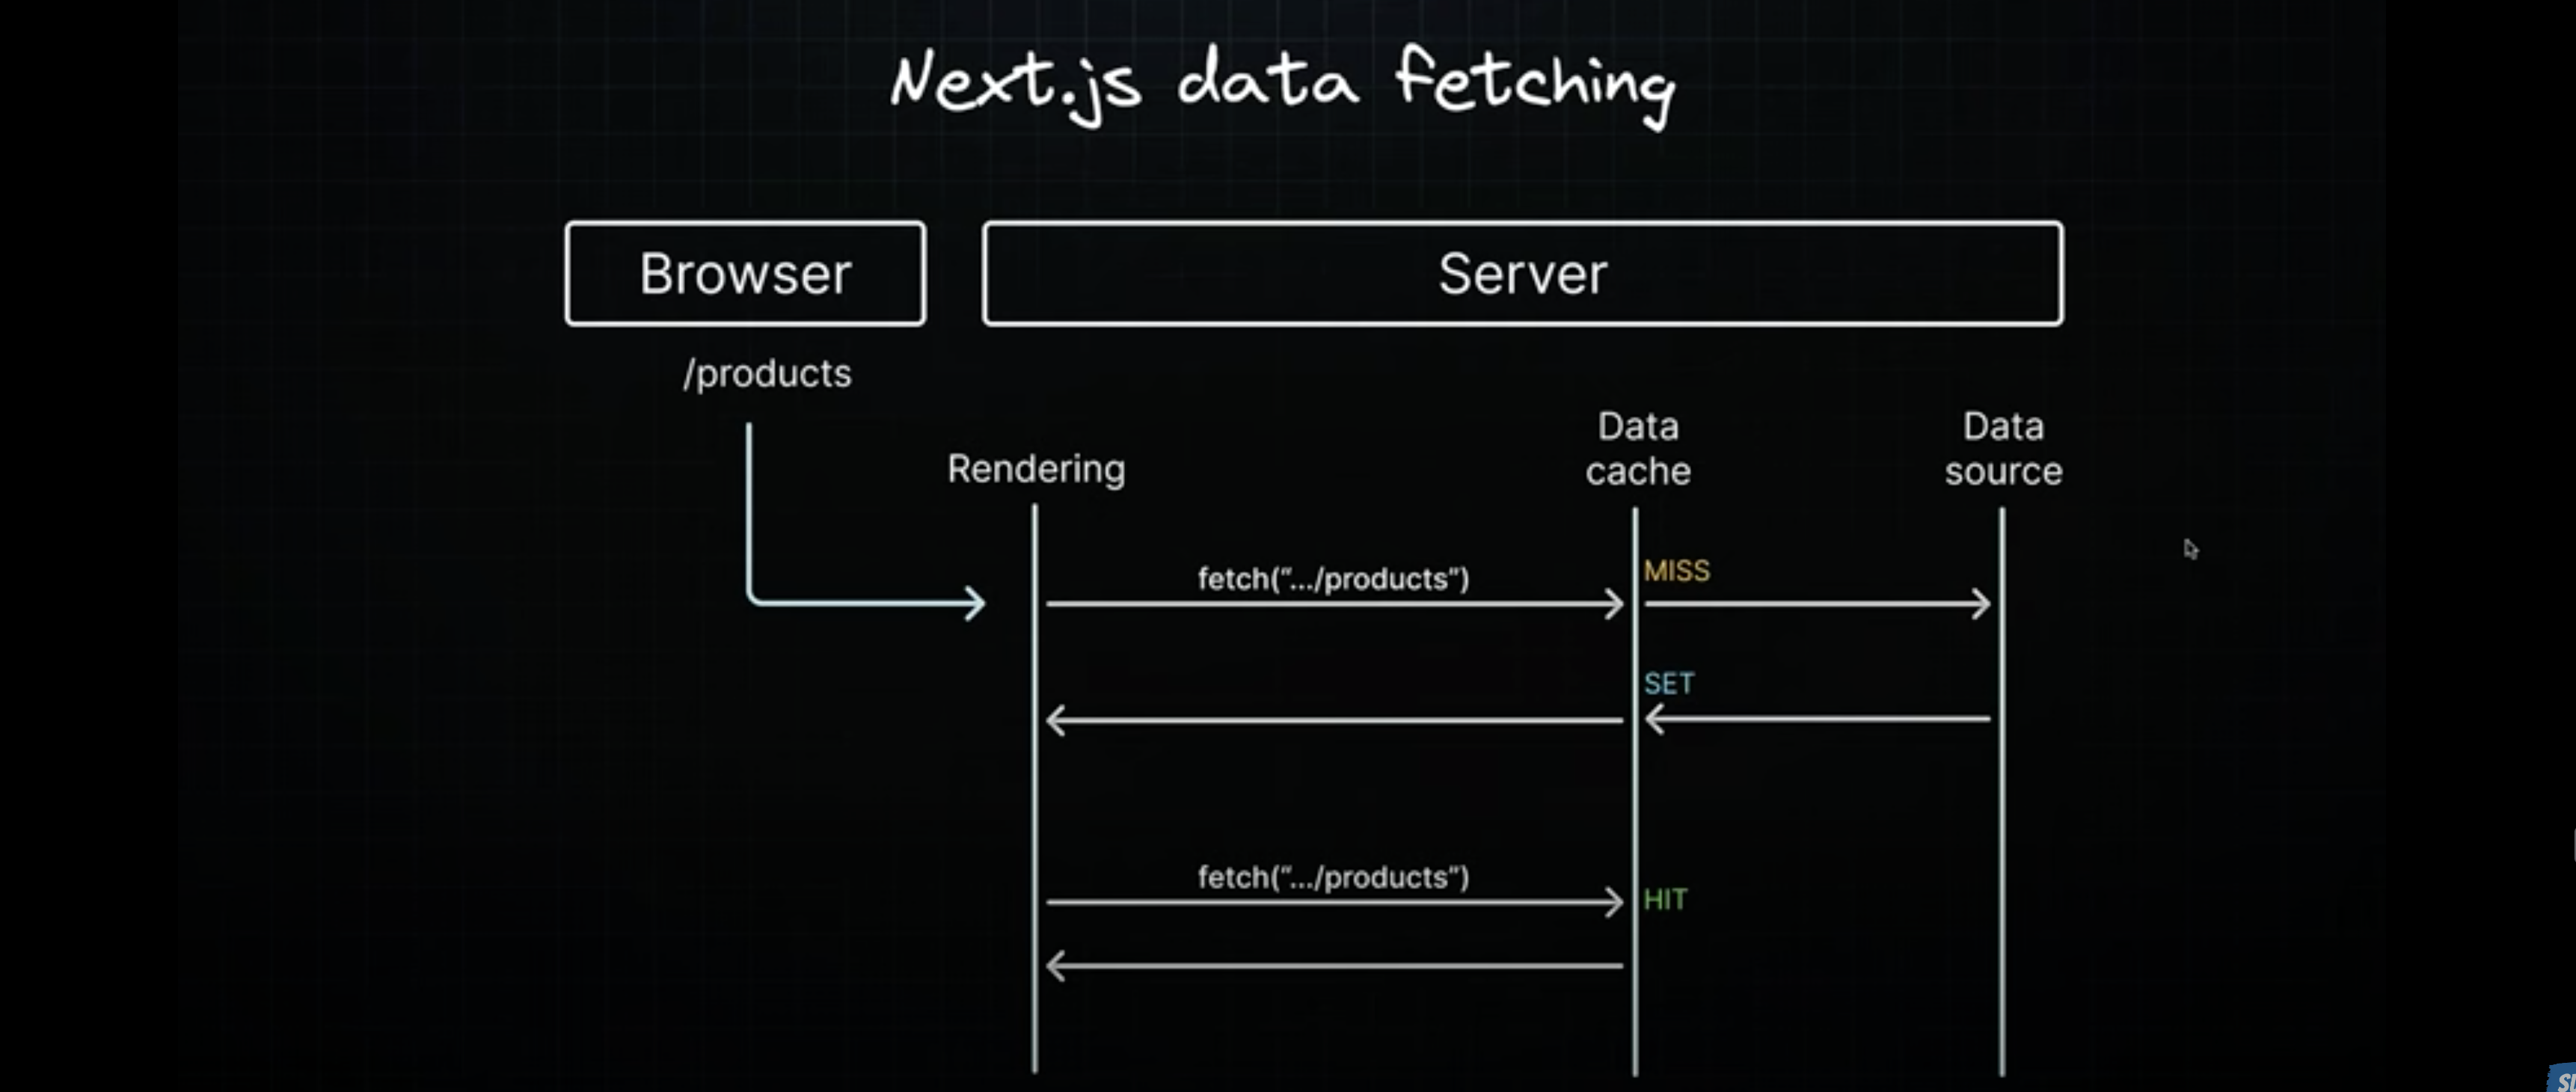 Next.js data fetching
Browser
Server
/products
Rendering
Data
cache
Data
source
fetch(“.../products”)
MISS
SET
fetch(“.../products”)
HIT